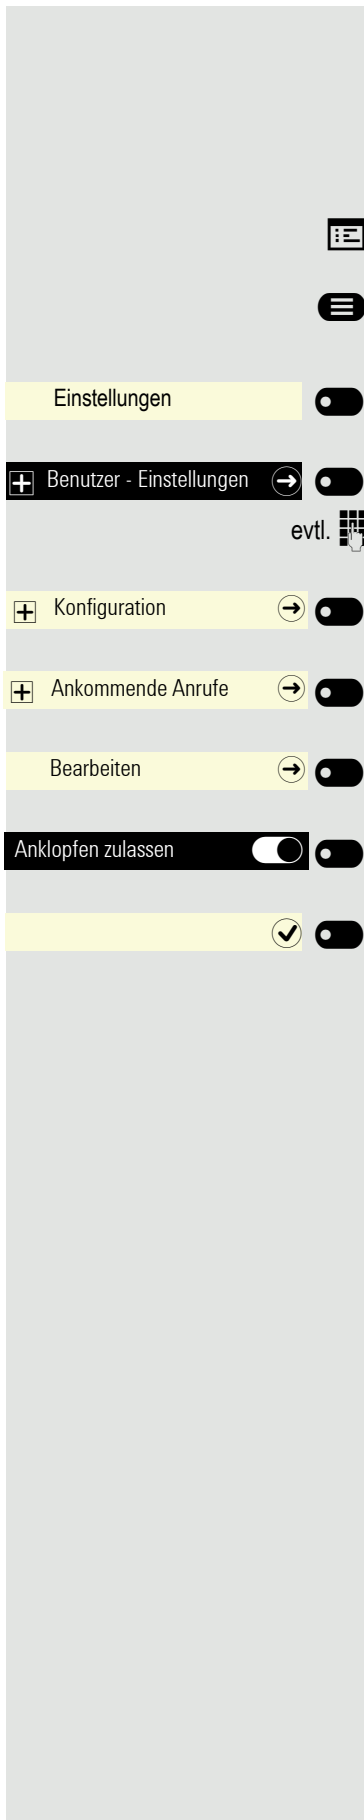 Einstellungen
Benutzer - Einstellungen
evtl.
Konfiguration
Ankommende Anrufe
Bearbeiten
Anklopfen zulassen